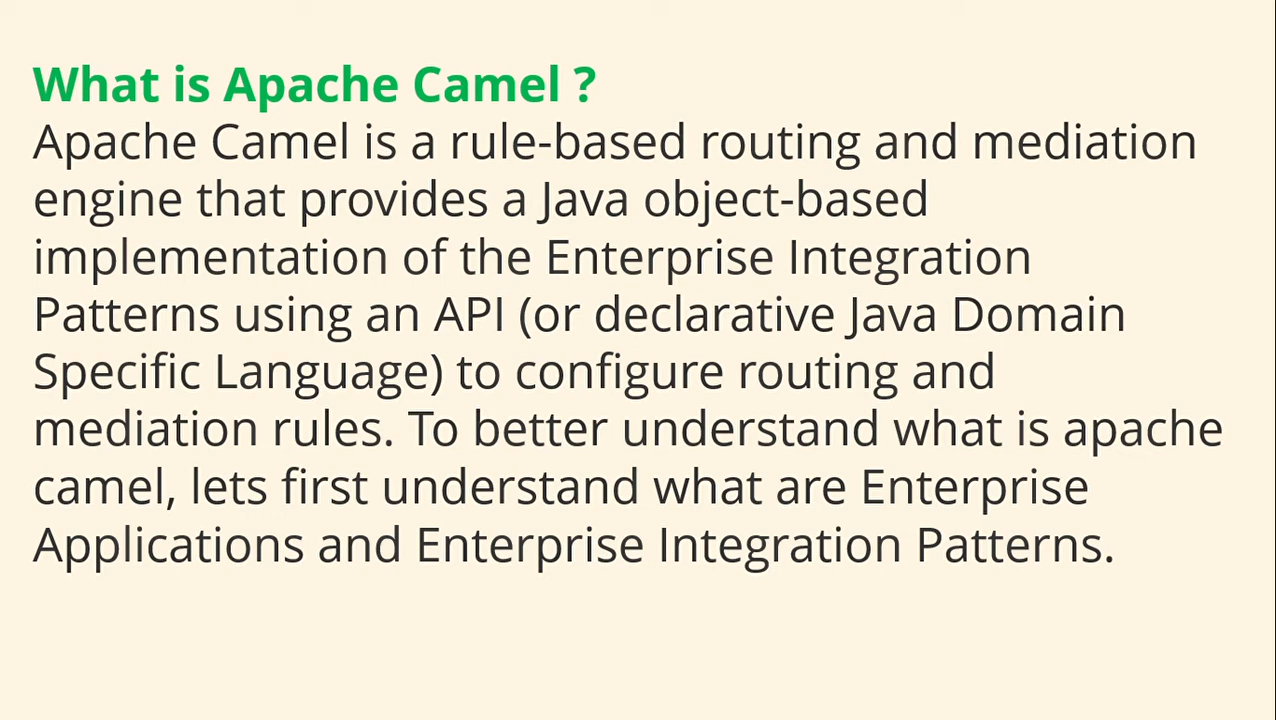 What is Apache Camel ?
Apache Camel is a rule-based routing and mediation
engine that provides a Java object-based
implementation of the Enterprise Integration
Patterns using an API (or declarative Java Domain
Specific Language) to configure routing and
mediation rules. To better understand what is apache
camel, lets first understand what are Enterprise
Applications and Enterprise Integration Patterns.